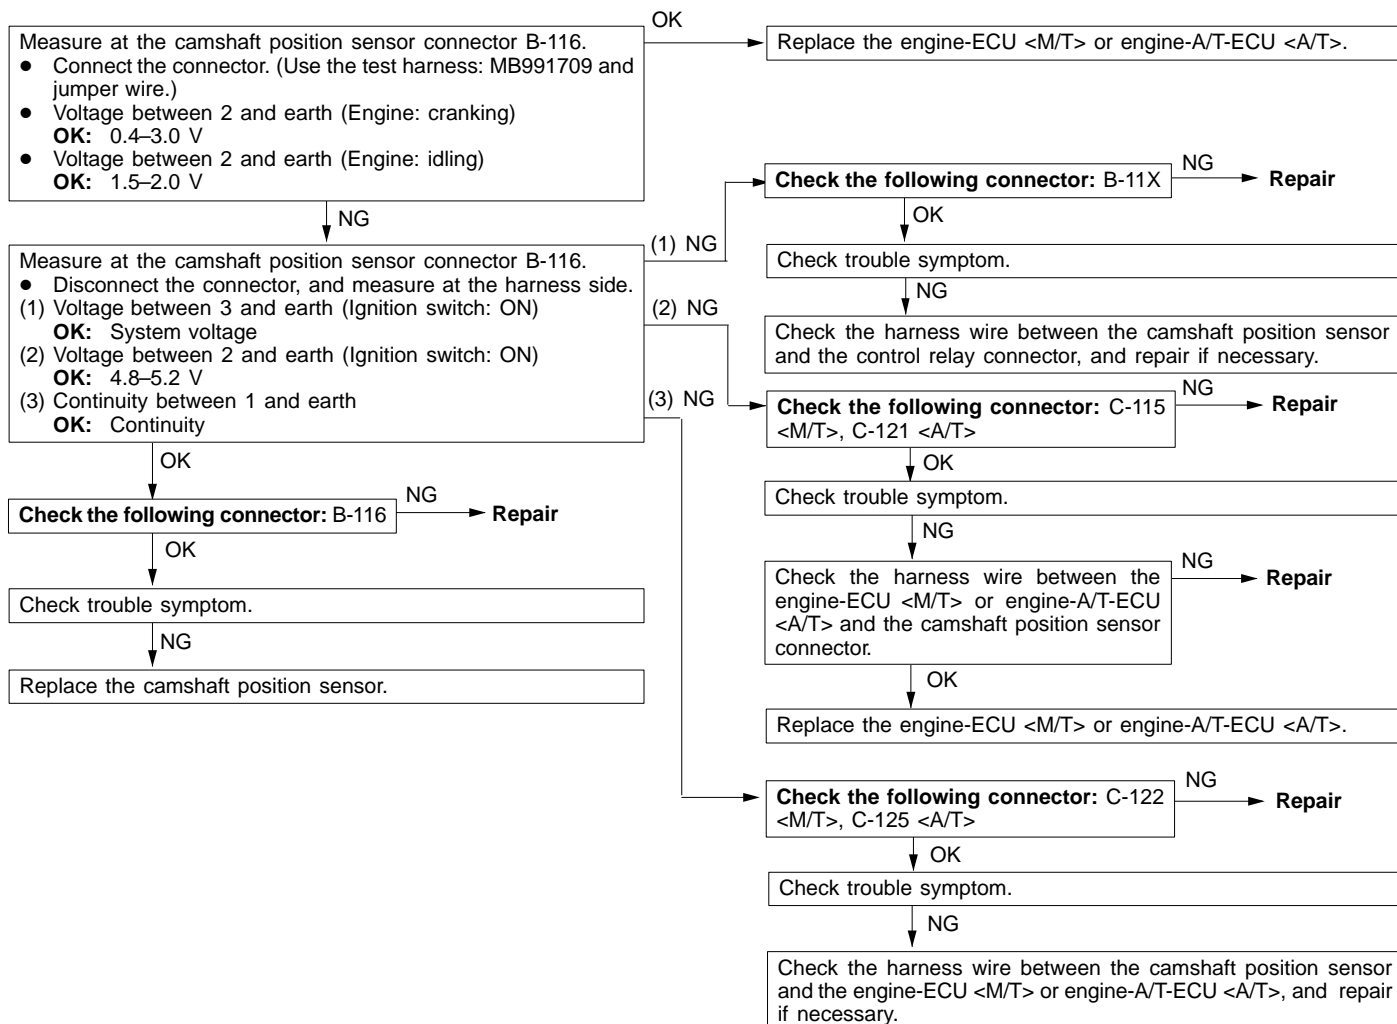 Measure at the camshaft position sensor connector B-116.
● Connect the connector. (Use the test harness: MB991709 and
jumper wire.)
● Voltage between 2 and earth (Engine: cranking)
OK: 0.4–3.0 V
● Voltage between 2 and earth (Engine: idling)
OK: 1.5–2.0 V
OK
Replace the engine-ECU <M/T> or engine-A/T-ECU <A/T>.
NG
Measure at the camshaft position sensor connector B-116.
● Disconnect the connector, and measure at the harness side.
(1) Voltage between 3 and earth (Ignition switch: ON)
OK: System voltage
(2) Voltage between 2 and earth (Ignition switch: ON)
OK: 4.8–5.2 V
(3) Continuity between 1 and earth
OK: Continuity
OK
Check the following connector: B-116
NG
Repair
OK
Check trouble symptom.
NG
Replace the camshaft position sensor.
(1) NG
Check the following connector: B-11X
NG
Repair
OK
Check trouble symptom.
NG
Check the harness wire between the camshaft position sensor
and the control relay connector, and repair if necessary.
(2) NG
Check the following connector: C-115
<M/T>, C-121 <A/T>
NG
Repair
OK
Check trouble symptom.
NG
Check the harness wire between the
engine-ECU <M/T> or engine-A/T-ECU
<A/T> and the camshaft position sensor
connector.
NG
Repair
OK
Replace the engine-ECU <M/T> or engine-A/T-ECU <A/T>.
(3) NG
Check the following connector: C-122
<M/T>, C-125 <A/T>
NG
Repair
OK
Check trouble symptom.
NG
Check the harness wire between the camshaft position sensor
and the engine-ECU <M/T> or engine-A/T-ECU <A/T>, and repair
if necessary.